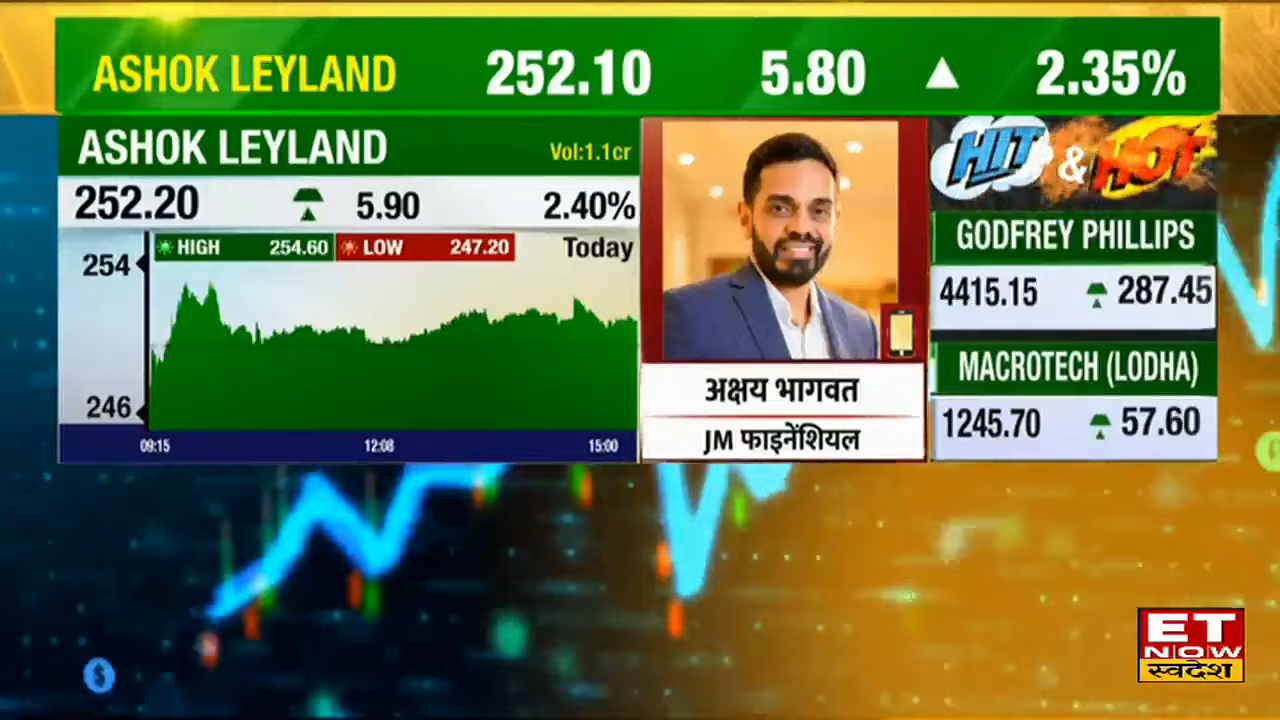 ASHOK LEYLAND 252.10 5.80 ▲ 2.35%
ASHOK LEYLAND Vol:1.1cr
252.20 5.90 2.40%
HIGH 254.60 LOW 247.20 Today
254
246
09:15 12:08 15:00
अक्षय भागवत
JM फाइनेंशियल
HIT & HOT
GODFREY PHILLIPS
4415.15 287.45
MACROTECH (LODHA)
1245.70 57.60
ET
NOW
स्वदेश